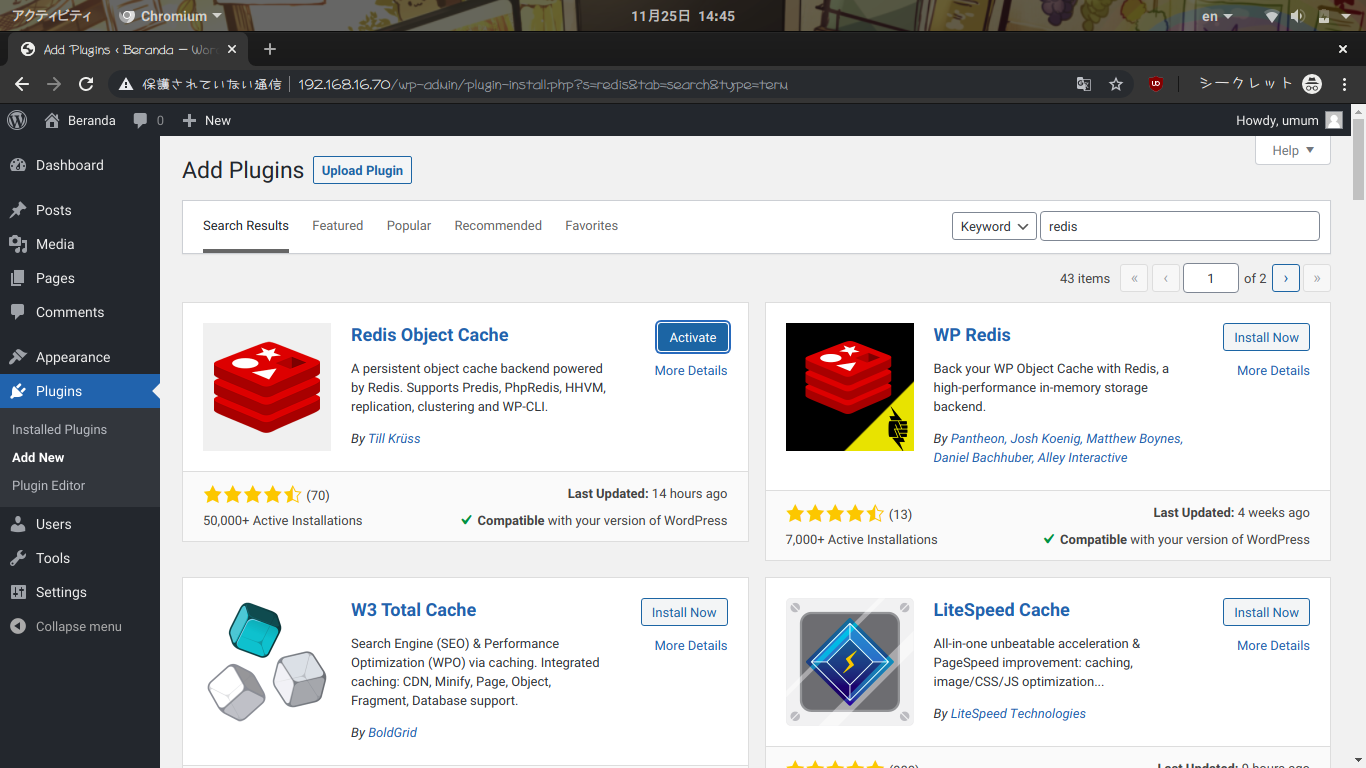 アクティビティ Chromium 11月25日 14:45 en
Add Plugins ‹ Beranda — Wor
保護されていない通信 192.168.16.70/wp-admin/plugin-install.php?s=redis&tab=search&type=term シークレット
Beranda 0 New Howdy, umum
Dashboard
Posts
Media
Pages
Comments
Appearance
Plugins
Installed Plugins
Add New
Plugin Editor
Users
Tools
Settings
Collapse menu
Help
Add Plugins Upload Plugin
Search Results Featured Popular Recommended Favorites Keyword redis
43 items « ‹ 1 of 2 › »
Redis Object Cache
Activate
More Details
A persistent object cache backend powered
by Redis. Supports Predis, PhpRedis, HHVM,
replication, clustering and WP-CLI.
By Till Krüss
(70)
Last Updated: 14 hours ago
50,000+ Active Installations
Compatible with your version of WordPress
WP Redis
Install Now
More Details
Back your WP Object Cache with Redis, a
high-performance in-memory storage
backend.
By Pantheon, Josh Koenig, Matthew Boynes,
Daniel Bachhuber, Alley Interactive
(13)
Last Updated: 4 weeks ago
7,000+ Active Installations
Compatible with your version of WordPress
W3 Total Cache
Install Now
More Details
Search Engine (SEO) & Performance
Optimization (WPO) via caching. Integrated
caching: CDN, Minify, Page, Object,
Fragment, Database support.
By BoldGrid
LiteSpeed Cache
Install Now
More Details
All-in-one unbeatable acceleration &
PageSpeed improvement: caching,
image/CSS/JS optimization...
By LiteSpeed Technologies
Last Updated: 9 hours ago